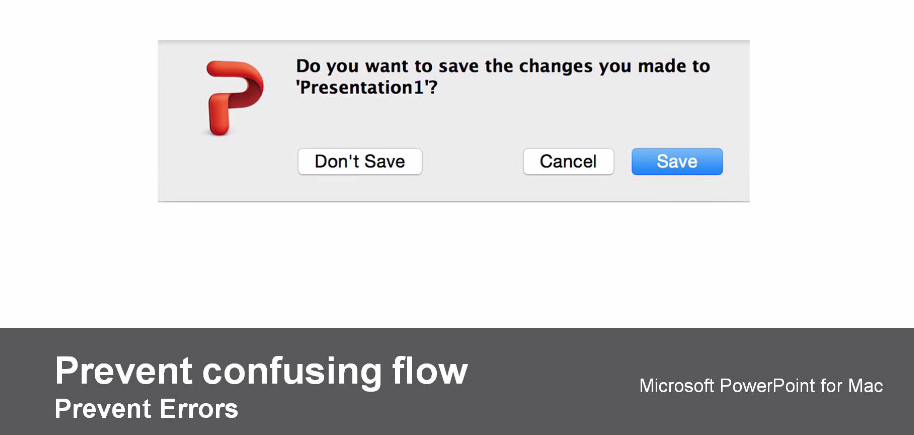 Do you want to save the changes you made to
'Presentation1'?
Don't Save Cancel Save
Prevent confusing flow
Prevent Errors
Microsoft PowerPoint for Mac